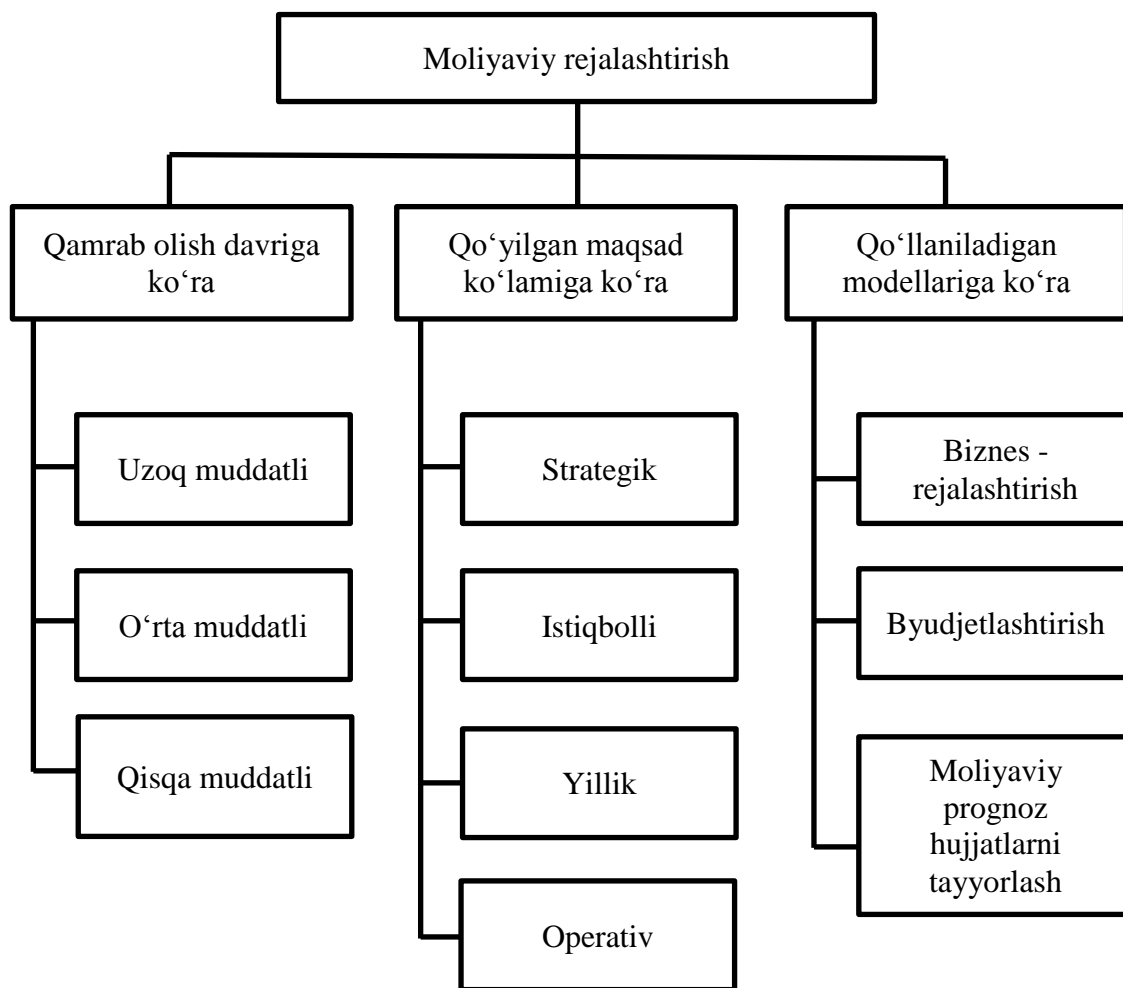 Moliyaviy rejalashtirish
Qamrab olish davriga
ko‘ra
Uzoq muddatli
O‘rta muddatli
Qisqa muddatli
Qo‘yilgan maqsad
ko‘lamiga ko‘ra
Strategik
Istiqbolli
Yillik
Operativ
Qo‘llaniladigan
modellariga ko‘ra
Biznes -
rejalashtirish
Byudjetlashtirish
Moliyaviy
prognoz
hujjatlarni
tayyorlash